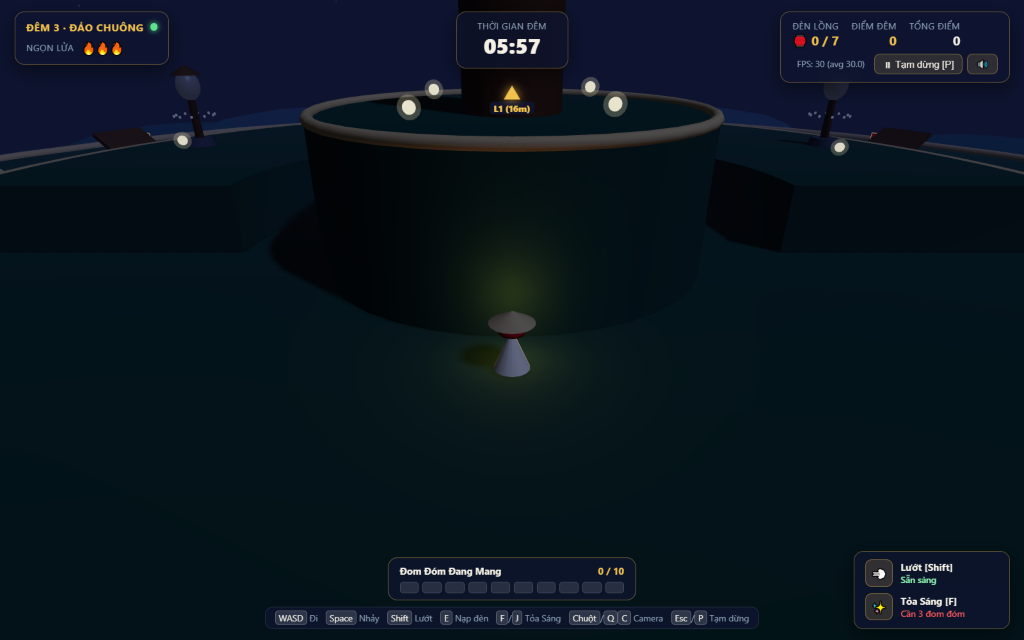 ĐÊM 3 · ĐẢO CHUÔNG
NGỌN LỬA
THỜI GIAN ĐÊM
05:57
ĐÈN LỒNG ĐIỂM ĐÊM TỔNG ĐIỂM
0 / 7 0 0
FPS: 30 (avg 30.0) Tạm dừng [P]
L1 (16m)
Đom Đóm Đang Mang 0 / 10
WASD Đi Space Nhảy Shift Lướt E Nạp đèn F / J Tỏa Sáng Chuột / Q C Camera Esc / P Tạm dừng
Lướt [Shift]
Sẵn sàng
Tỏa Sáng [F]
Cần 3 đom đóm